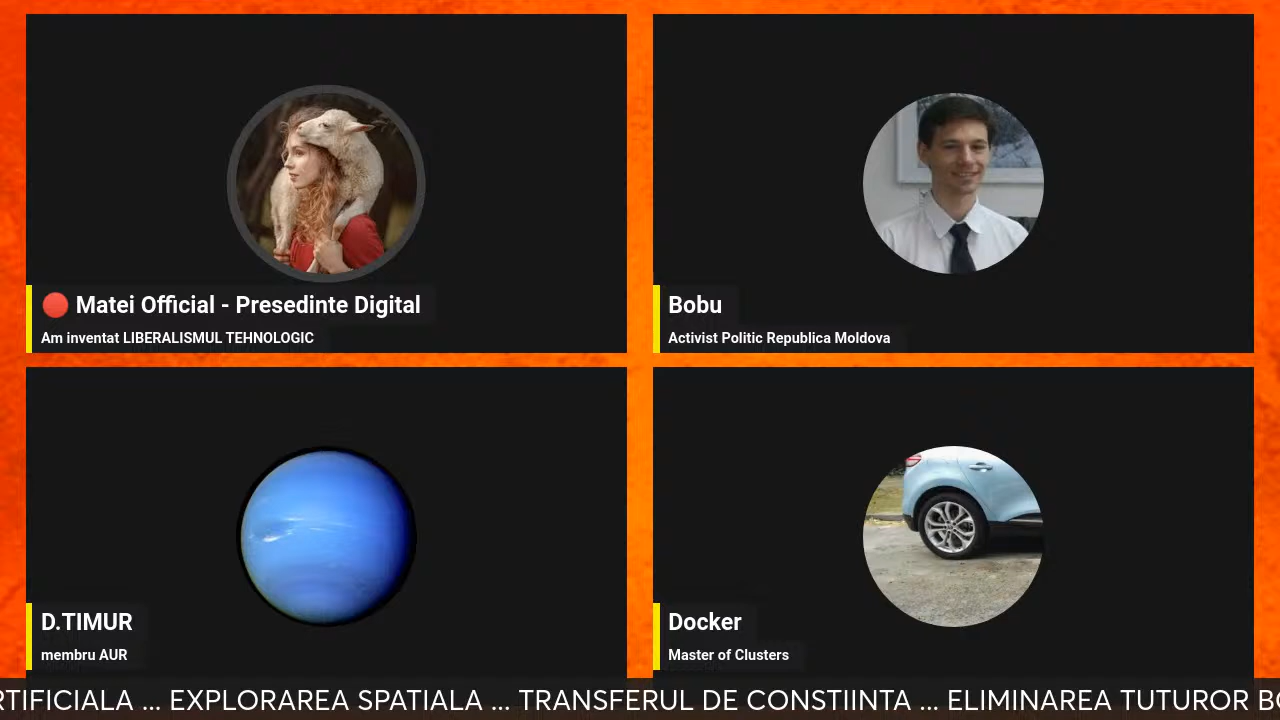 🔴 Matei Official - Presedinte Digital
Am inventat LIBERALISMUL TEHNOLOGIC
Bobu
Activist Politic Republica Moldova
D.TIMUR
membru AUR
Docker
Master of Clusters
RTIFICIALA ... EXPLORAREA SPATIALA ... TRANSFERUL DE CONSTIINTA ... ELIMINAREA TUTUROR